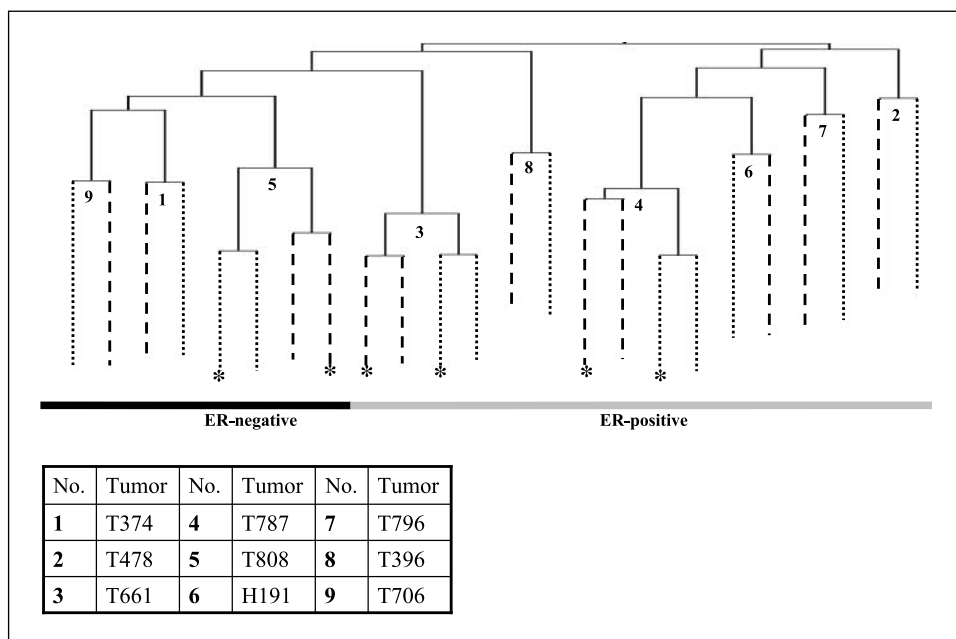 2
7
8
6
9
1
5
4
3
* * * * * *
ER-negative ER-positive
No. Tumor No. Tumor No. Tumor
1 T374 4 T787 7 T796
2 T478 5 T808 8 T396
3 T661 6 H191 9 T706